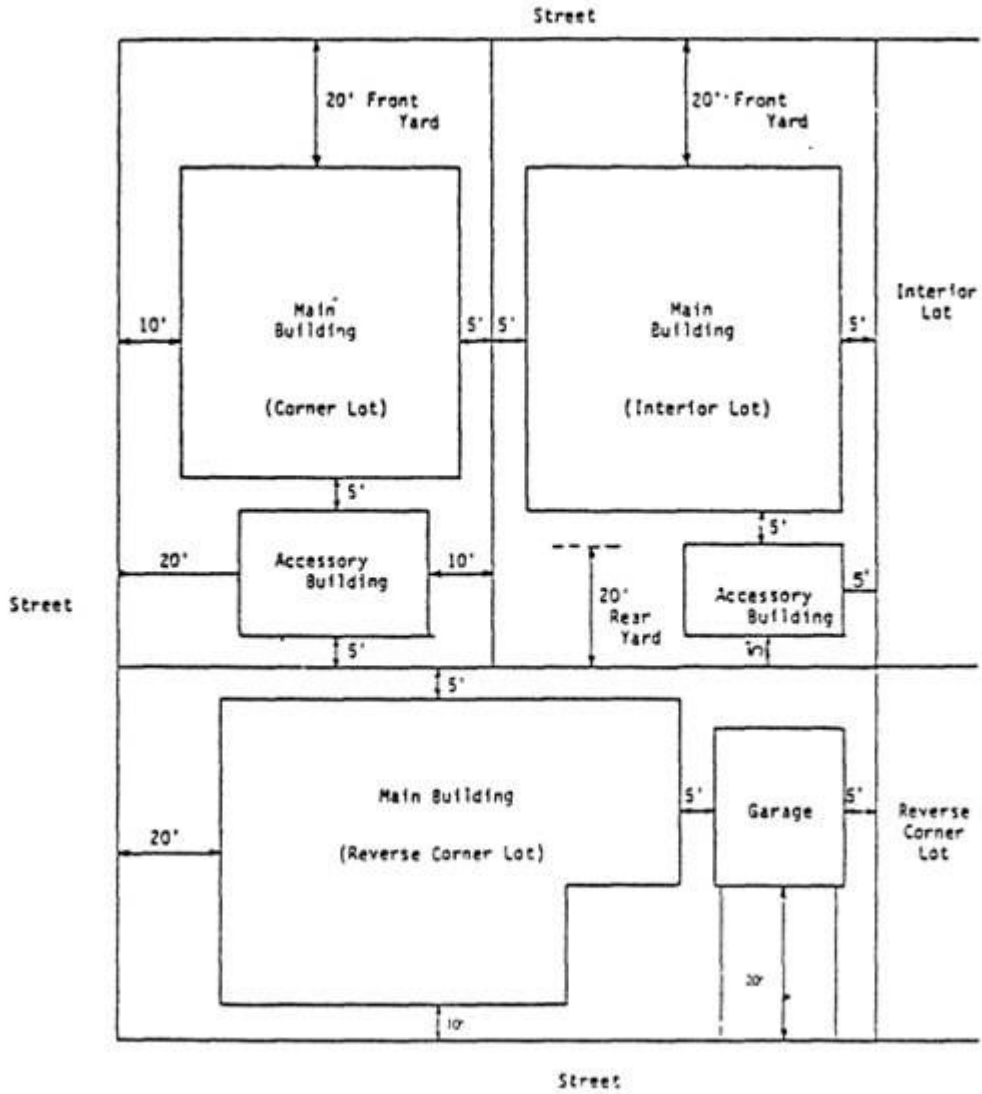 Street
20' Front
Yard
20' Front
Yard
Interior
Lot
Main
Building
Main
Building
10'
5'
5'
5'
(Corner Lot)
(Interior Lot)
5'
5'
20'
Accessory
Building
10'
20'
Rear
Yard
Accessory
Building
5'
Street
5'
5'
5'
Main Building
5'
Garage
5'
Reverse
Corner
Lot
20'
(Reverse Corner Lot)
20'
10'
Street